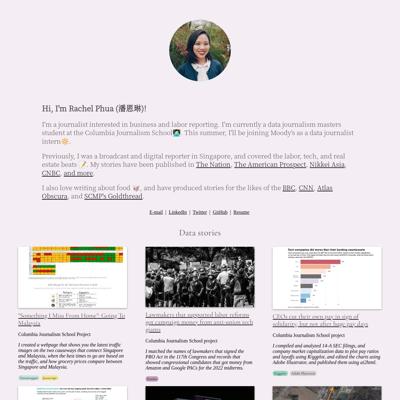 Hi, I'm Rachel Phua (潘恩琳)!
I'm a journalist interested in business and labor reporting. I'm currently a data journalism masters
student at the Columbia Journalism School👩🏻‍💻 This summer, I'll be joining Moody's as a data journalist
intern🔆.
Previously, I was a broadcast and digital reporter in Singapore, and covered the labor, tech, and real
estate beats 📝. My stories have been published in The Nation, The American Prospect, Nikkei Asia,
CNBC, and more.
I also love writing about food 🥡, and have produced stories for the likes of the BBC, CNN, Atlas
Obscura, and SCMP's Goldthread.
E-mail | LinkedIn | Twitter | GitHub | Resume
Data stories
"Something I Miss From Home": Going To
Malaysia
Columbia Journalism School Project
I created a webpage that shows you the latest traffic
images on the two causeways that connect Singapore
and Malaysia, when the best times to go are based on
the traffic, and how grocery prices compare between
Singapore and Malaysia.
Lawmakers that supported labor reforms
got campaign money from anti-union tech
giants
Columbia Journalism School Project
I matched the names of lawmakers that signed the
PRO Act in the 117th Congress and records that
showed congressional candidates that got money from
Amazon and Google PACs for the 2022 midterms.
CEOs cut their own pay in sign of
solidarity, but not after huge pay days
Columbia Journalism School Project
I compiled and analysed 14-A SEC filings, and
company market capitalization data to plot pay ratios
and layoffs using Kaggle, and edited the charts using
Adobe Illustrator, and published them using ai2html.